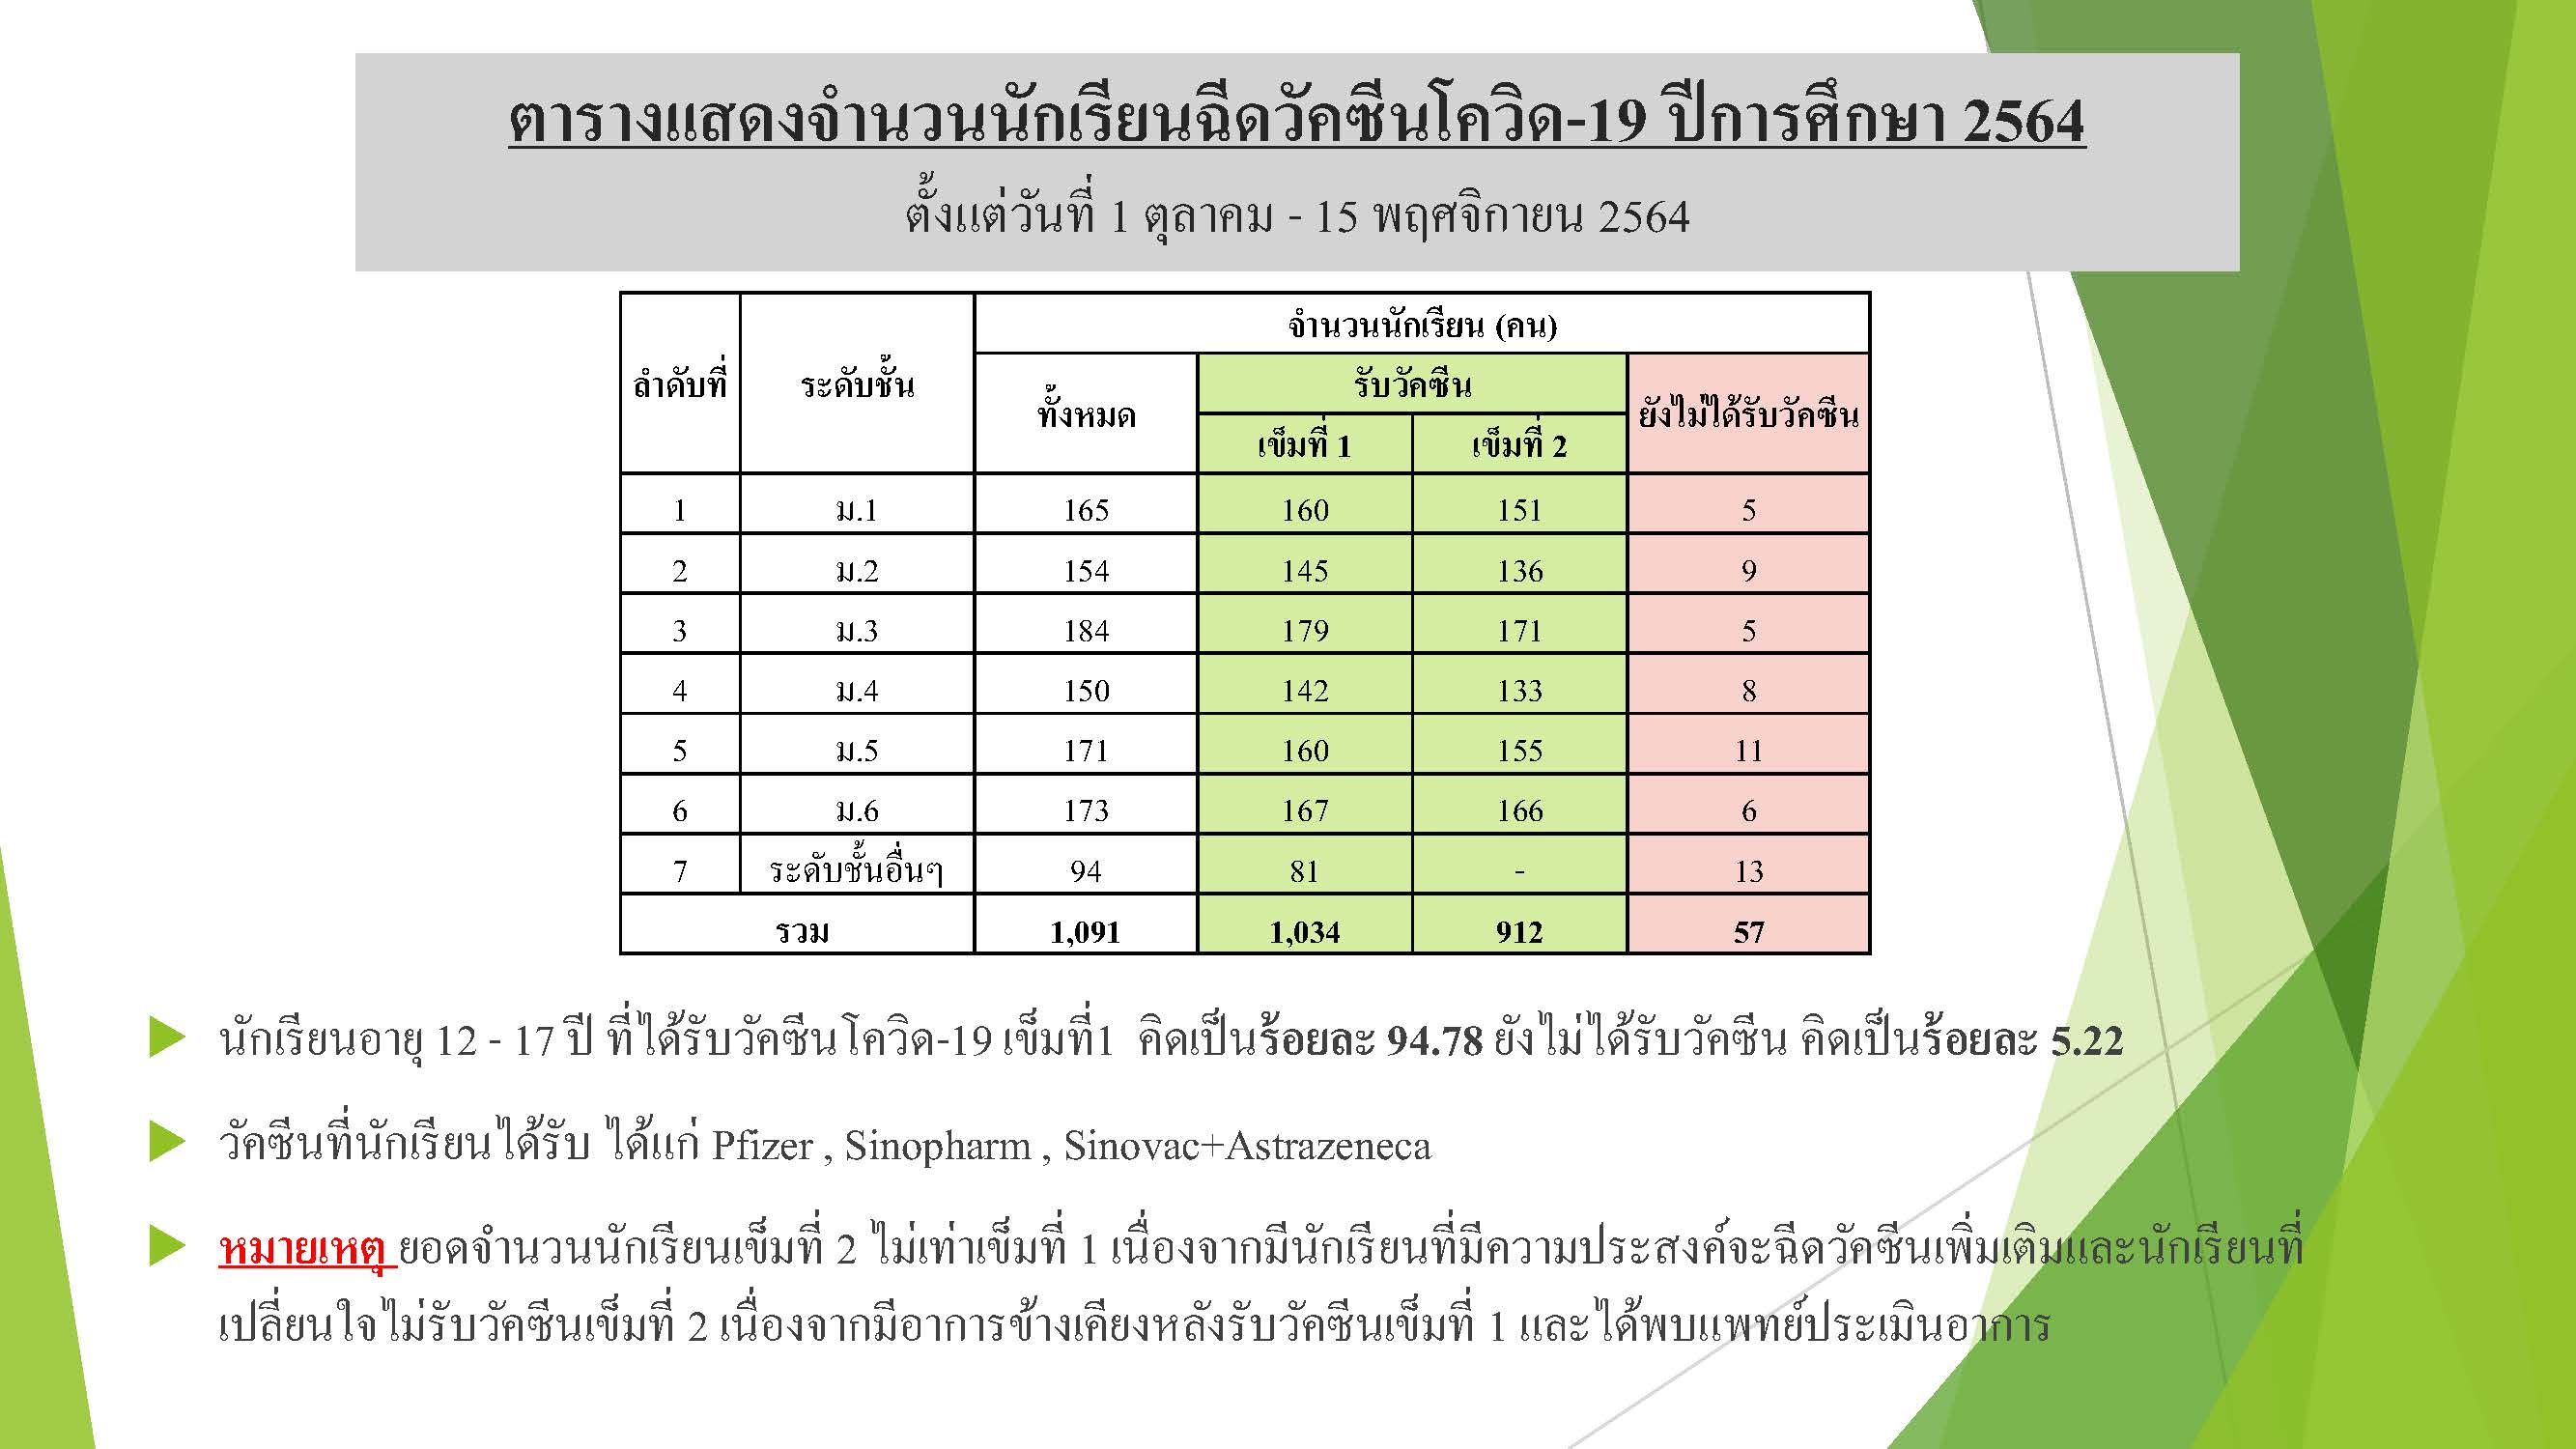 ตารางแสดงจำนวนนักเรียนฉีดวัคซีนโควิด-19 ปีการศึกษา 2564
ตั้งแต่วันที่ 1 ตุลาคม - 15 พฤศจิกายน 2564
ลำดับที่ ระดับชั้น จำนวนนักเรียน (คน)
ทั้งหมด รับวัคซีน ยังไม่ได้รับวัคซีน
เข็มที่ 1 เข็มที่ 2
1 ม.1 165 160 151 5
2 ม.2 154 145 136 9
3 ม.3 184 179 171 5
4 ม.4 150 142 133 8
5 ม.5 171 160 155 11
6 ม.6 173 167 166 6
7 ระดับชั้นอื่นๆ 94 81 - 13
รวม 1,091 1,034 912 57
นักเรียนอายุ 12 - 17 ปี ที่ได้รับวัคซีนโควิด-19 เข็มที่1 คิดเป็นร้อยละ 94.78 ยังไม่ได้รับวัคซีน คิดเป็นร้อยละ 5.22
วัคซีนที่นักเรียนได้รับ ได้แก่ Pfizer , Sinopharm , Sinovac+Astrazeneca
หมายเหตุ ยอดจำนวนนักเรียนเข็มที่ 2 ไม่เท่าเข็มที่ 1 เนื่องจากมีนักเรียนที่มีความประสงค์จะฉีดวัคซีนเพิ่มเติมและนักเรียนที่
เปลี่ยนใจไม่รับวัคซีนเข็มที่ 2 เนื่องจากมีอาการข้างเคียงหลังรับวัคซีนเข็มที่ 1 และได้พบแพทย์ประเมินอาการ